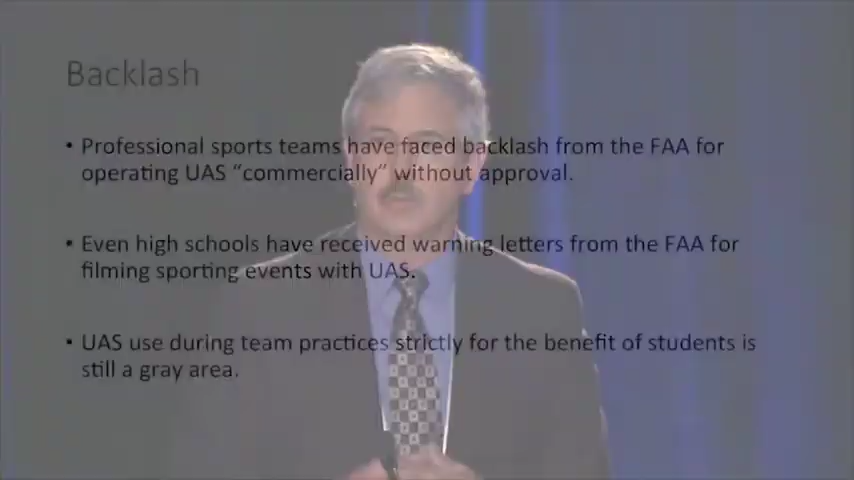 Backlash
• Professional sports teams have faced backlash from the FAA for
operating UAS “commercially” without approval.
• Even high schools have received warning letters from the FAA for
filming sporting events with UAS.
• UAS use during team practices strictly for the benefit of students is
still a gray area.